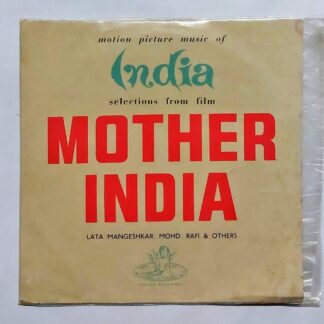 motion picture music of
India
selections from film
MOTHER
INDIA
LATA MANGESHKAR, MOHD. RAFI & OTHERS